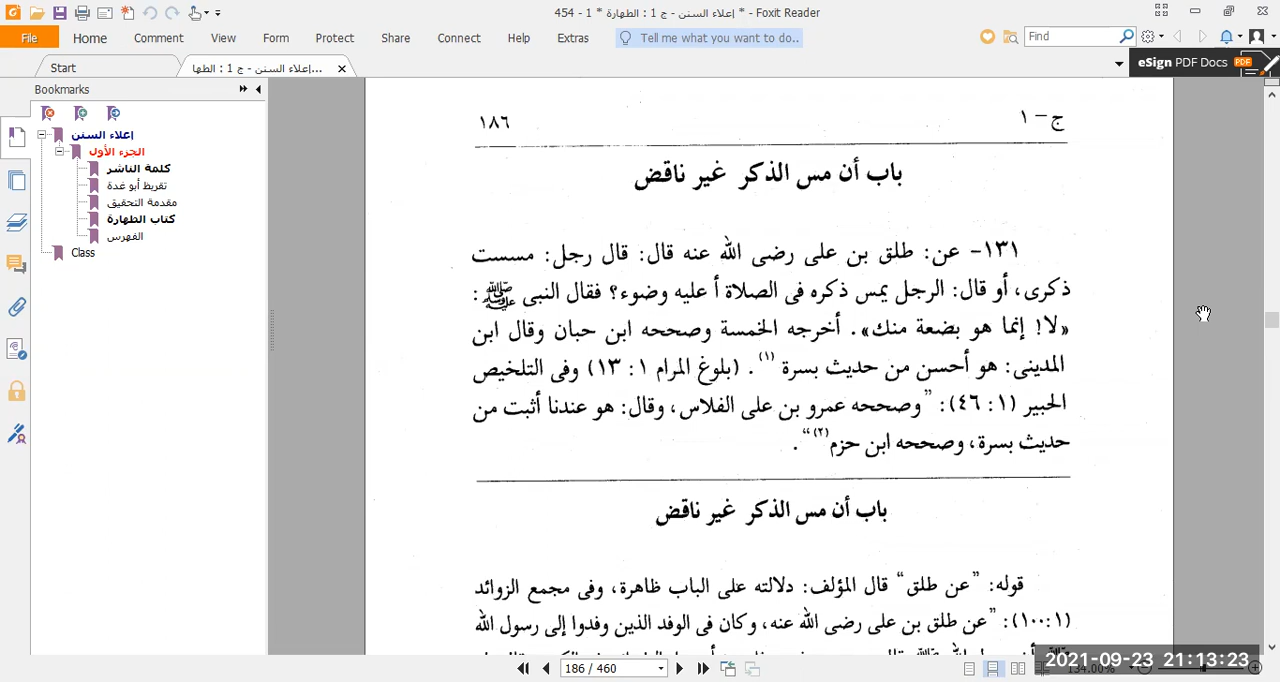 454 - 1 * إعلاء السنن - ج 1 : الطهارة * - Foxit Reader
File Home Comment View Form Protect Share Connect Help Extras Tell me what you want to do.. Find
Start
إعلاء السنن - ج 1 : الطها...
eSign PDF Docs PDF
Bookmarks
إعلاء السنن
الجزء الأول
كلمة الناشر
تقريظ أبو غدة
مقدمة التحقيق
كتاب الطهارة
الفهرس
Class
ج-١ ١٨٦
باب أن مس الذكر غير ناقض
١٣١- عن: طلق بن على رضى الله عنه قال: قال رجل: مسست
ذكرى، أو قال: الرجل يمس ذكره فى الصلاة أ عليه وضوء؟ فقال النبى ﷺ :
«لا! إنما هو بضعة منك». أخرجه الخمسة وصححه ابن حبان وقال ابن
المدينى: هو أحسن من حديث بسرة (١) . (بلوغ المرام ١ : ١٣) وفى التلخيص
الحبير (١ : ٤٦): ”وصححه عمرو بن على الفلاس، وقال: هو عندنا أثبت من
حديث بسرة، وصححه ابن حزم (٢)“.
باب أن مس الذكر غير ناقض
قوله: ”عن طلق“ قال المؤلف: دلالته على الباب ظاهرة، وفى مجمع الزوائد
(١:١٠٠): ”عن طلق بن على رضى الله عنه، وكان فى الوفد الذين وفدوا إلى رسول الله
186 / 460
2021-09-23 21:13:23
134.00%